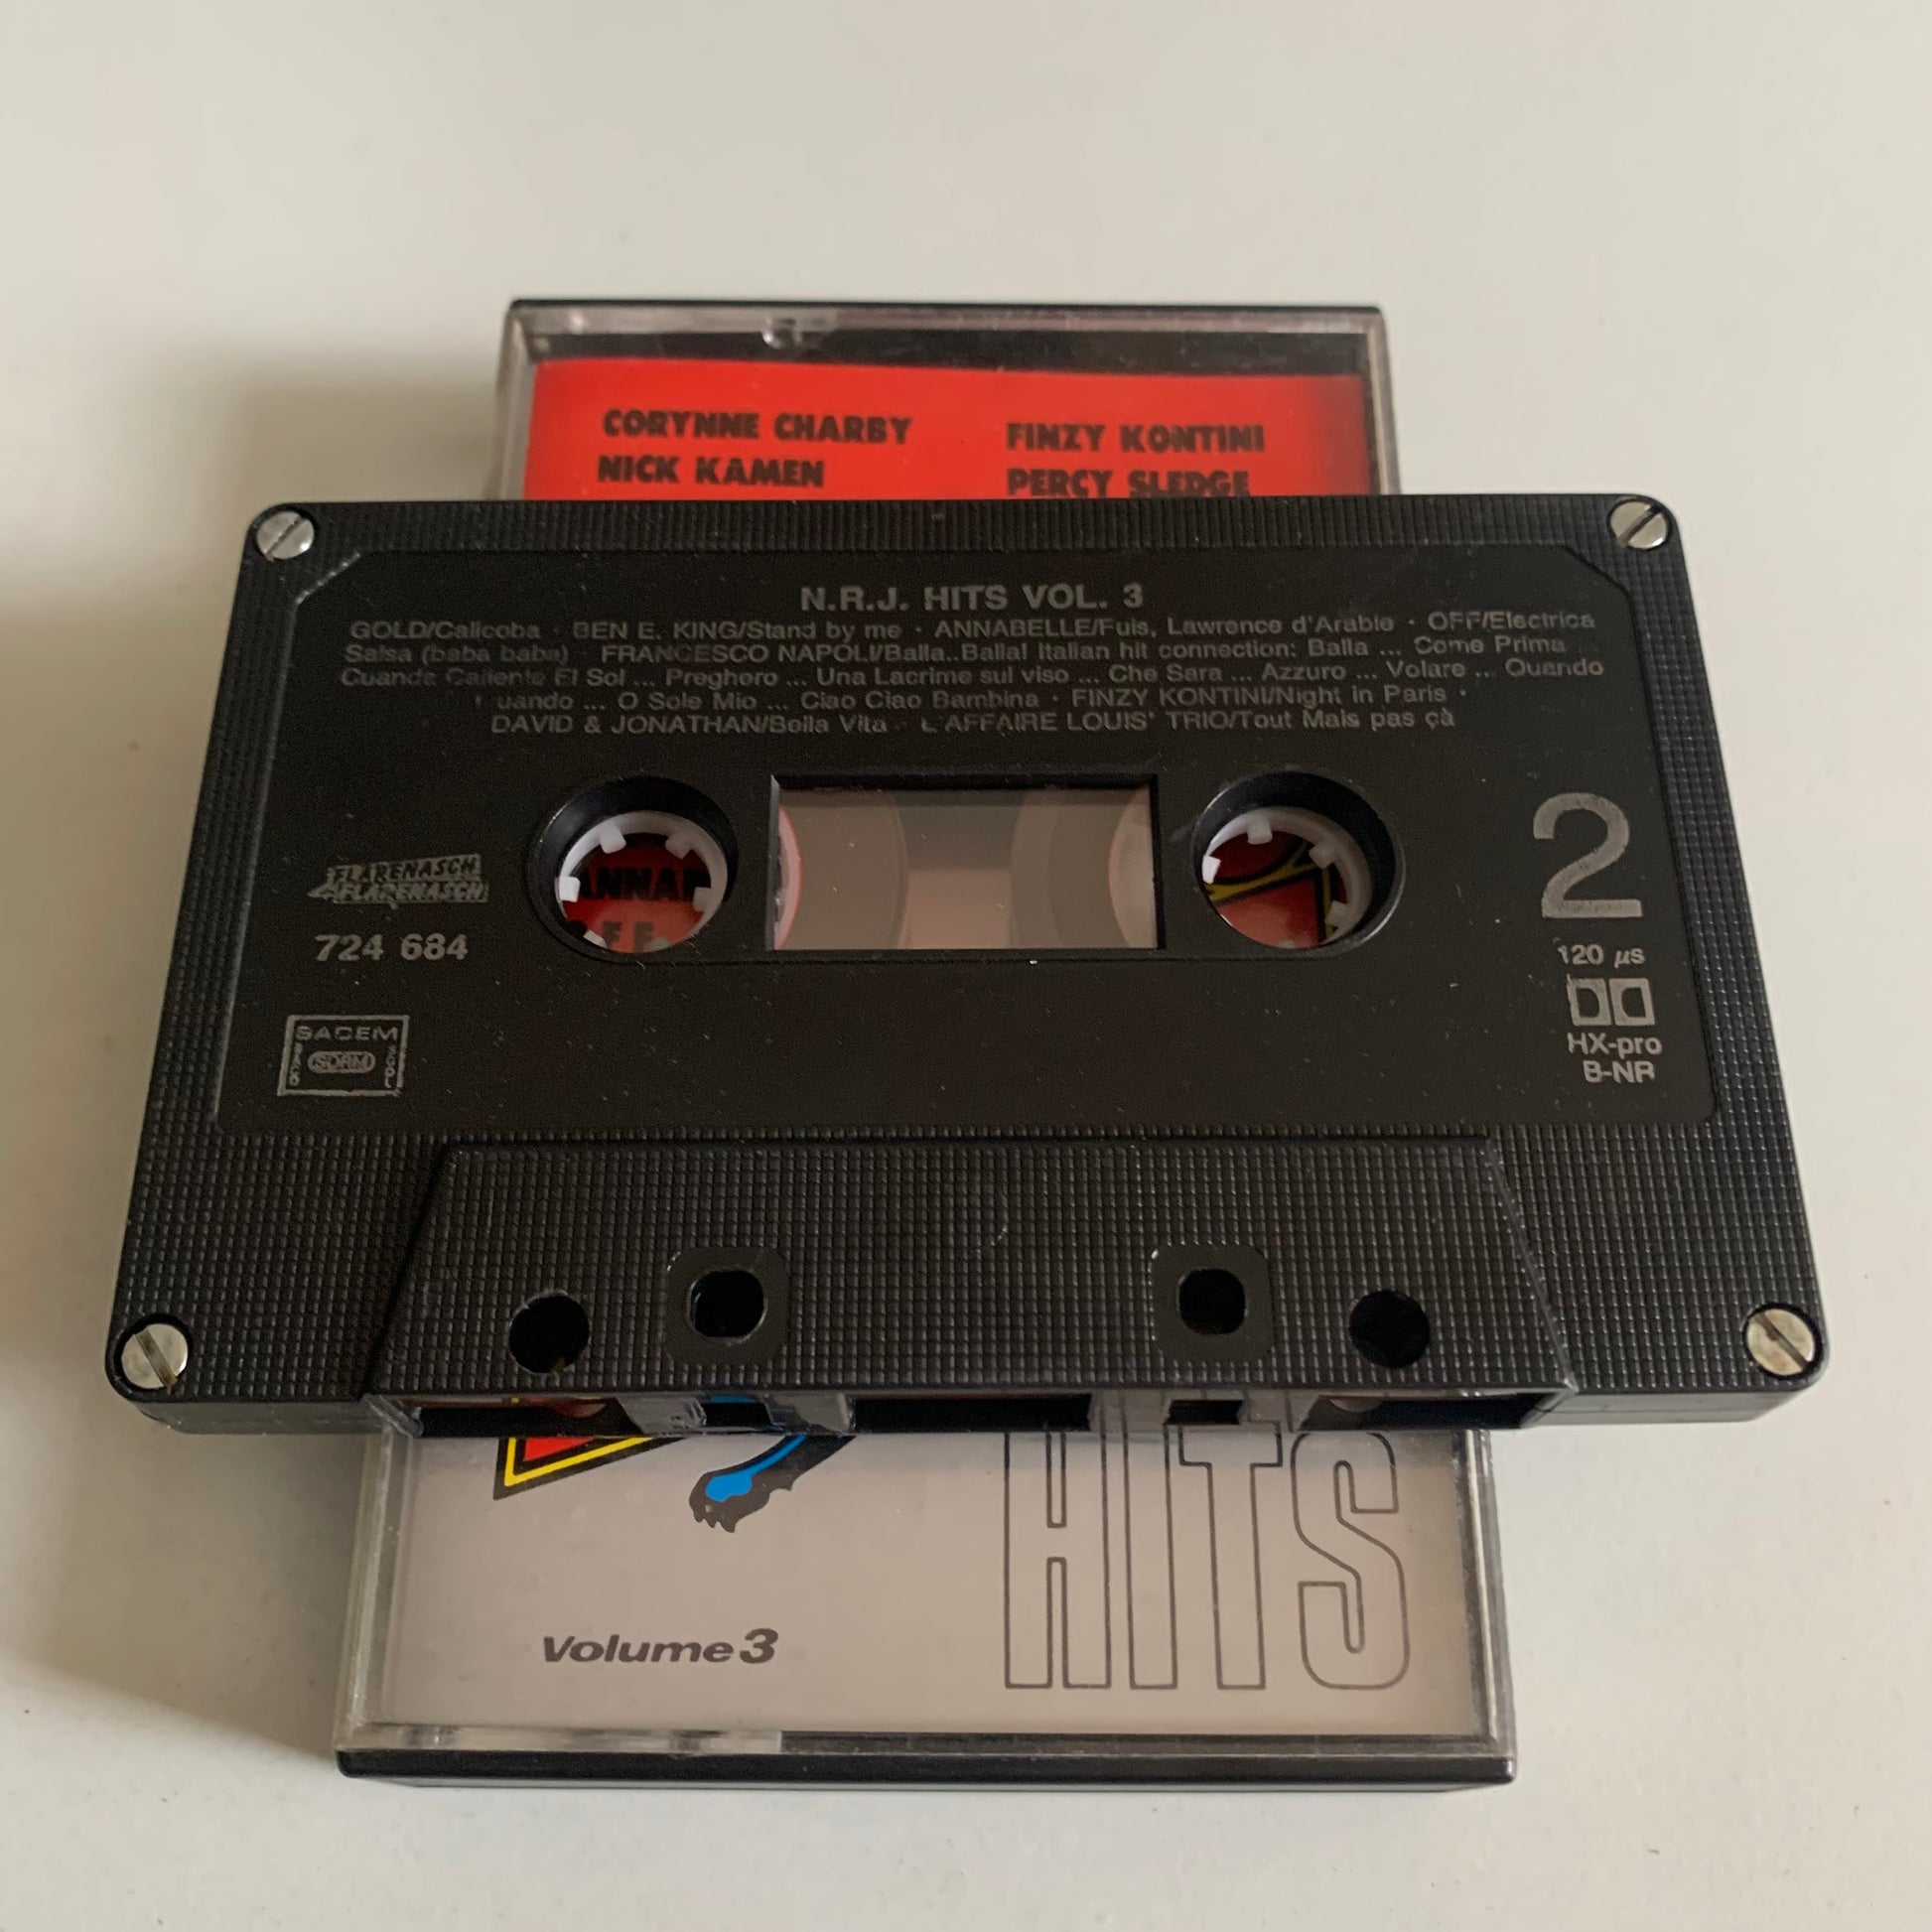 CORYNNE CHARBY
FINZY KONTINI
NICK KAMEN
PERCY SLEDGE
N.R.J. HITS VOL. 3
GOLD/Calicoba · BEN E. KING/Stand by me · ANNABELLE/Fuis, Lawrence d'Arabie · OFF/Electrica
Salsa (baba baba) · FRANCESCO NAPOLI/Balla..Balla! Italian hit connection: Balla ... Come Prima ...
Cuando Caliente El Sol ... Preghero ... Una Lacrime sul viso ... Che Sara ... Azzuro ... Volare ... Quando
uando ... O Sole Mio ... Ciao Ciao Bambina · FINZY KONTINI/Night in Paris ·
DAVID & JONATHAN/Bella Vita · L'AFFAIRE LOUIS' TRIO/Tout Mais pas çà
FLARENASCH
FLARENASCH
724 684
SACEM
SDRM
2
120 µs
HX-pro
B-NR
HITS
Volume 3